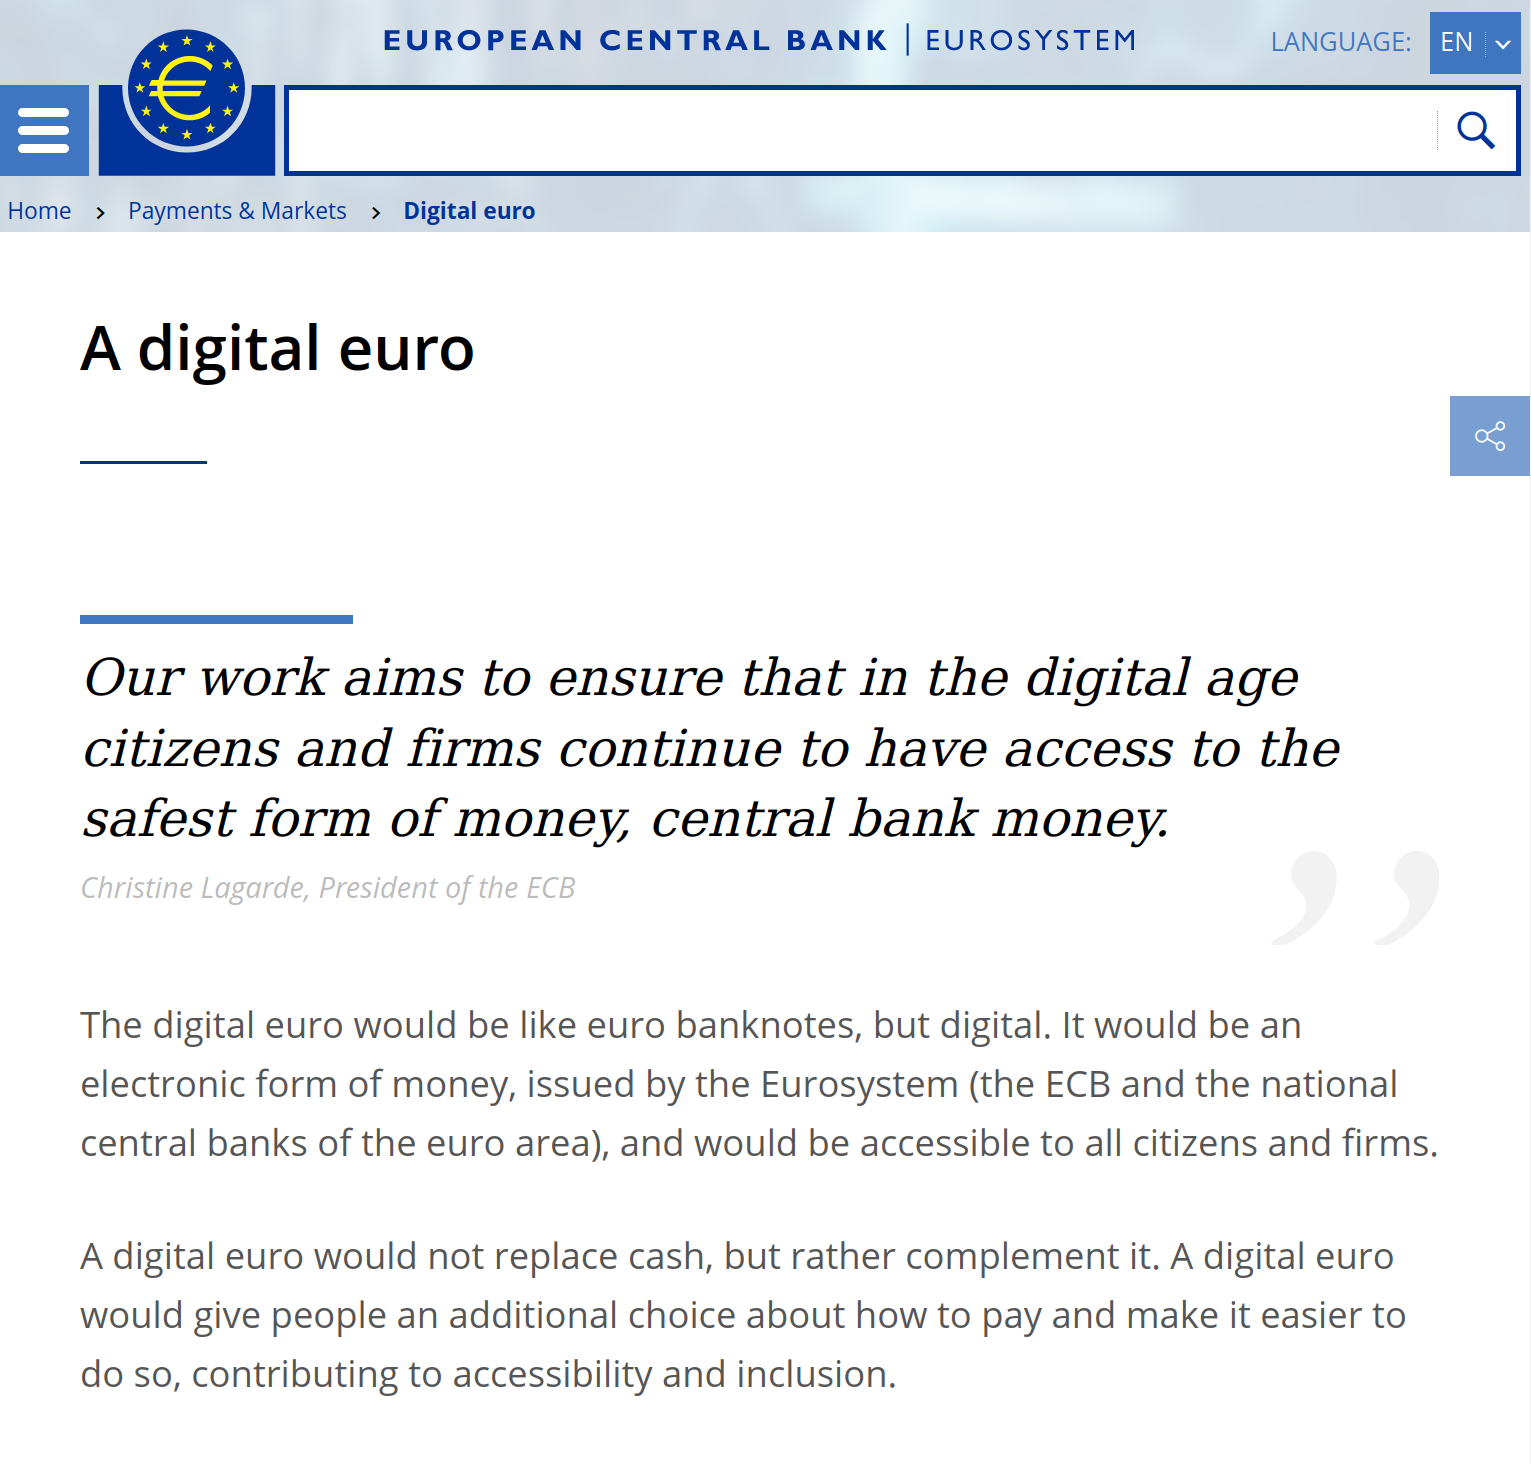 EUROPEAN CENTRAL BANK | EUROSYSTEM
LANGUAGE: EN
€
Home > Payments & Markets > Digital euro
A digital euro
Our work aims to ensure that in the digital age
citizens and firms continue to have access to the
safest form of money, central bank money.
Christine Lagarde, President of the ECB
”
The digital euro would be like euro banknotes, but digital. It would be an
electronic form of money, issued by the Eurosystem (the ECB and the national
central banks of the euro area), and would be accessible to all citizens and firms.
A digital euro would not replace cash, but rather complement it. A digital euro
would give people an additional choice about how to pay and make it easier to
do so, contributing to accessibility and inclusion.